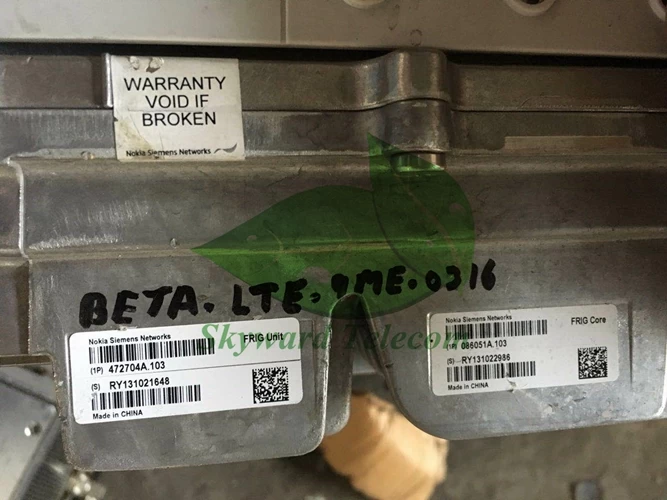 WARRANTY
VOID IF
BROKEN
Nokia Siemens Networks
BETA. LTE. 9ME. 0316
Skyward Telecom
Nokia Siemens Networks
FRIG Unit
(1P) 472704A.103
(S) RY131021648
Made in CHINA
Nokia Siemens Networks
FRIG Core
(1P) 086051A.103
(S) RY131022986
Made in CHINA